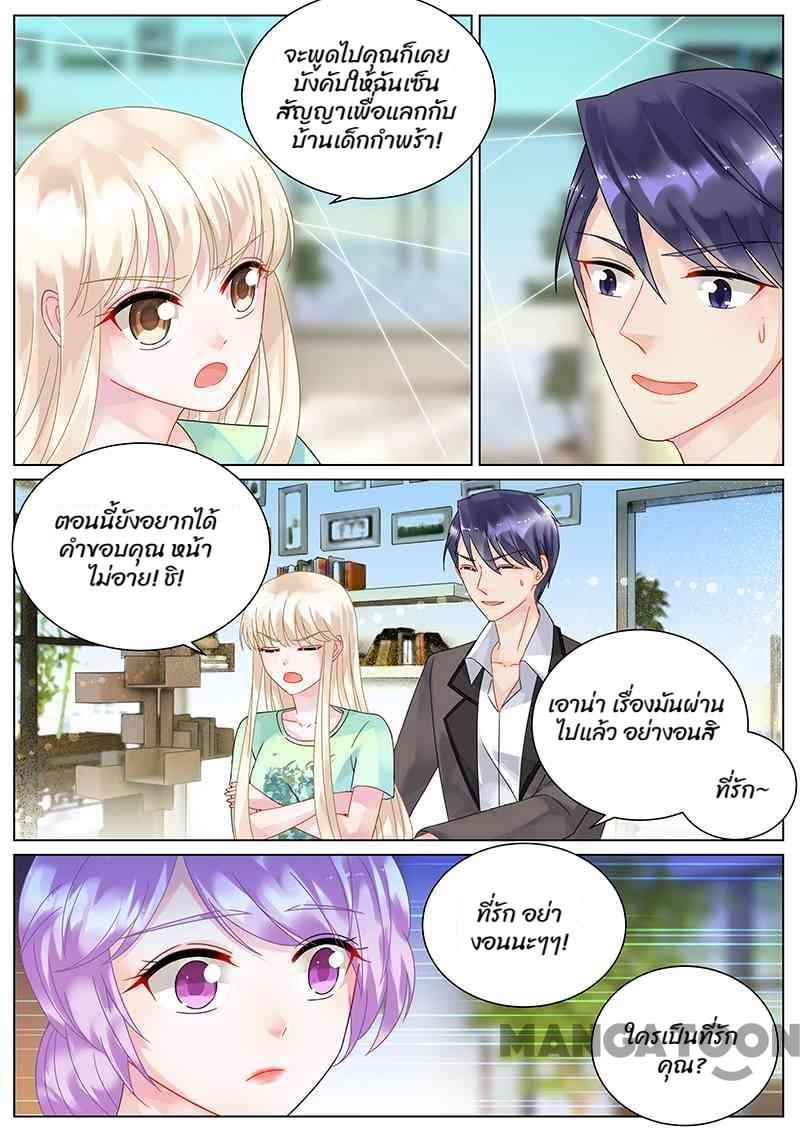 จะพูดไปคุณก็เคย
บังคับให้ฉันเซ็น
สัญญาเพื่อแลกกับ
บ้านเด็กกำพร้า!
ตอนนี้ยังอยากได้
คำขอบคุณ หน้า
ไม่อาย! ชิ!
เอาน่า เรื่องมันผ่าน
ไปแล้ว อย่างอนสิ
ที่รัก~
ที่รัก อย่า
งอนนะๆๆ!
ใครเป็นที่รัก
คุณ?
MANGATOON